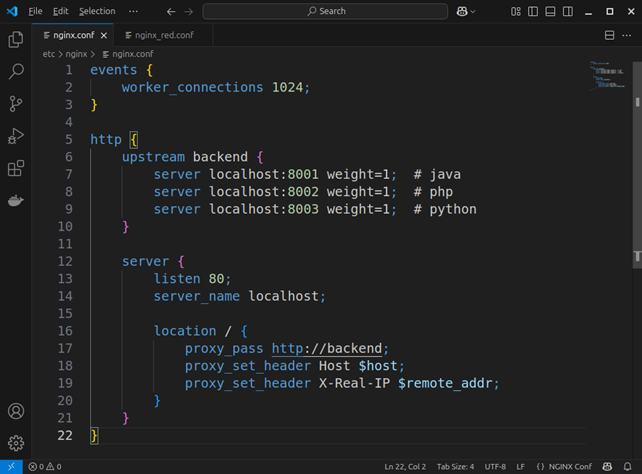 File Edit Selection ··· Search
nginx.conf nginx_red.conf
etc > nginx > nginx.conf
1 events {
2     worker_connections 1024;
3 }
4
5 http {
6     upstream backend {
7         server localhost:8001 weight=1;  # java
8         server localhost:8002 weight=1;  # php
9         server localhost:8003 weight=1;  # python
10     }
11
12     server {
13         listen 80;
14         server_name localhost;
15
16         location / {
17             proxy_pass http://backend;
18             proxy_set_header Host $host;
19             proxy_set_header X-Real-IP $remote_addr;
20         }
21     }
22 }
0 0 Ln 22, Col 2 Tab Size: 4 UTF-8 LF {} NGINX Conf